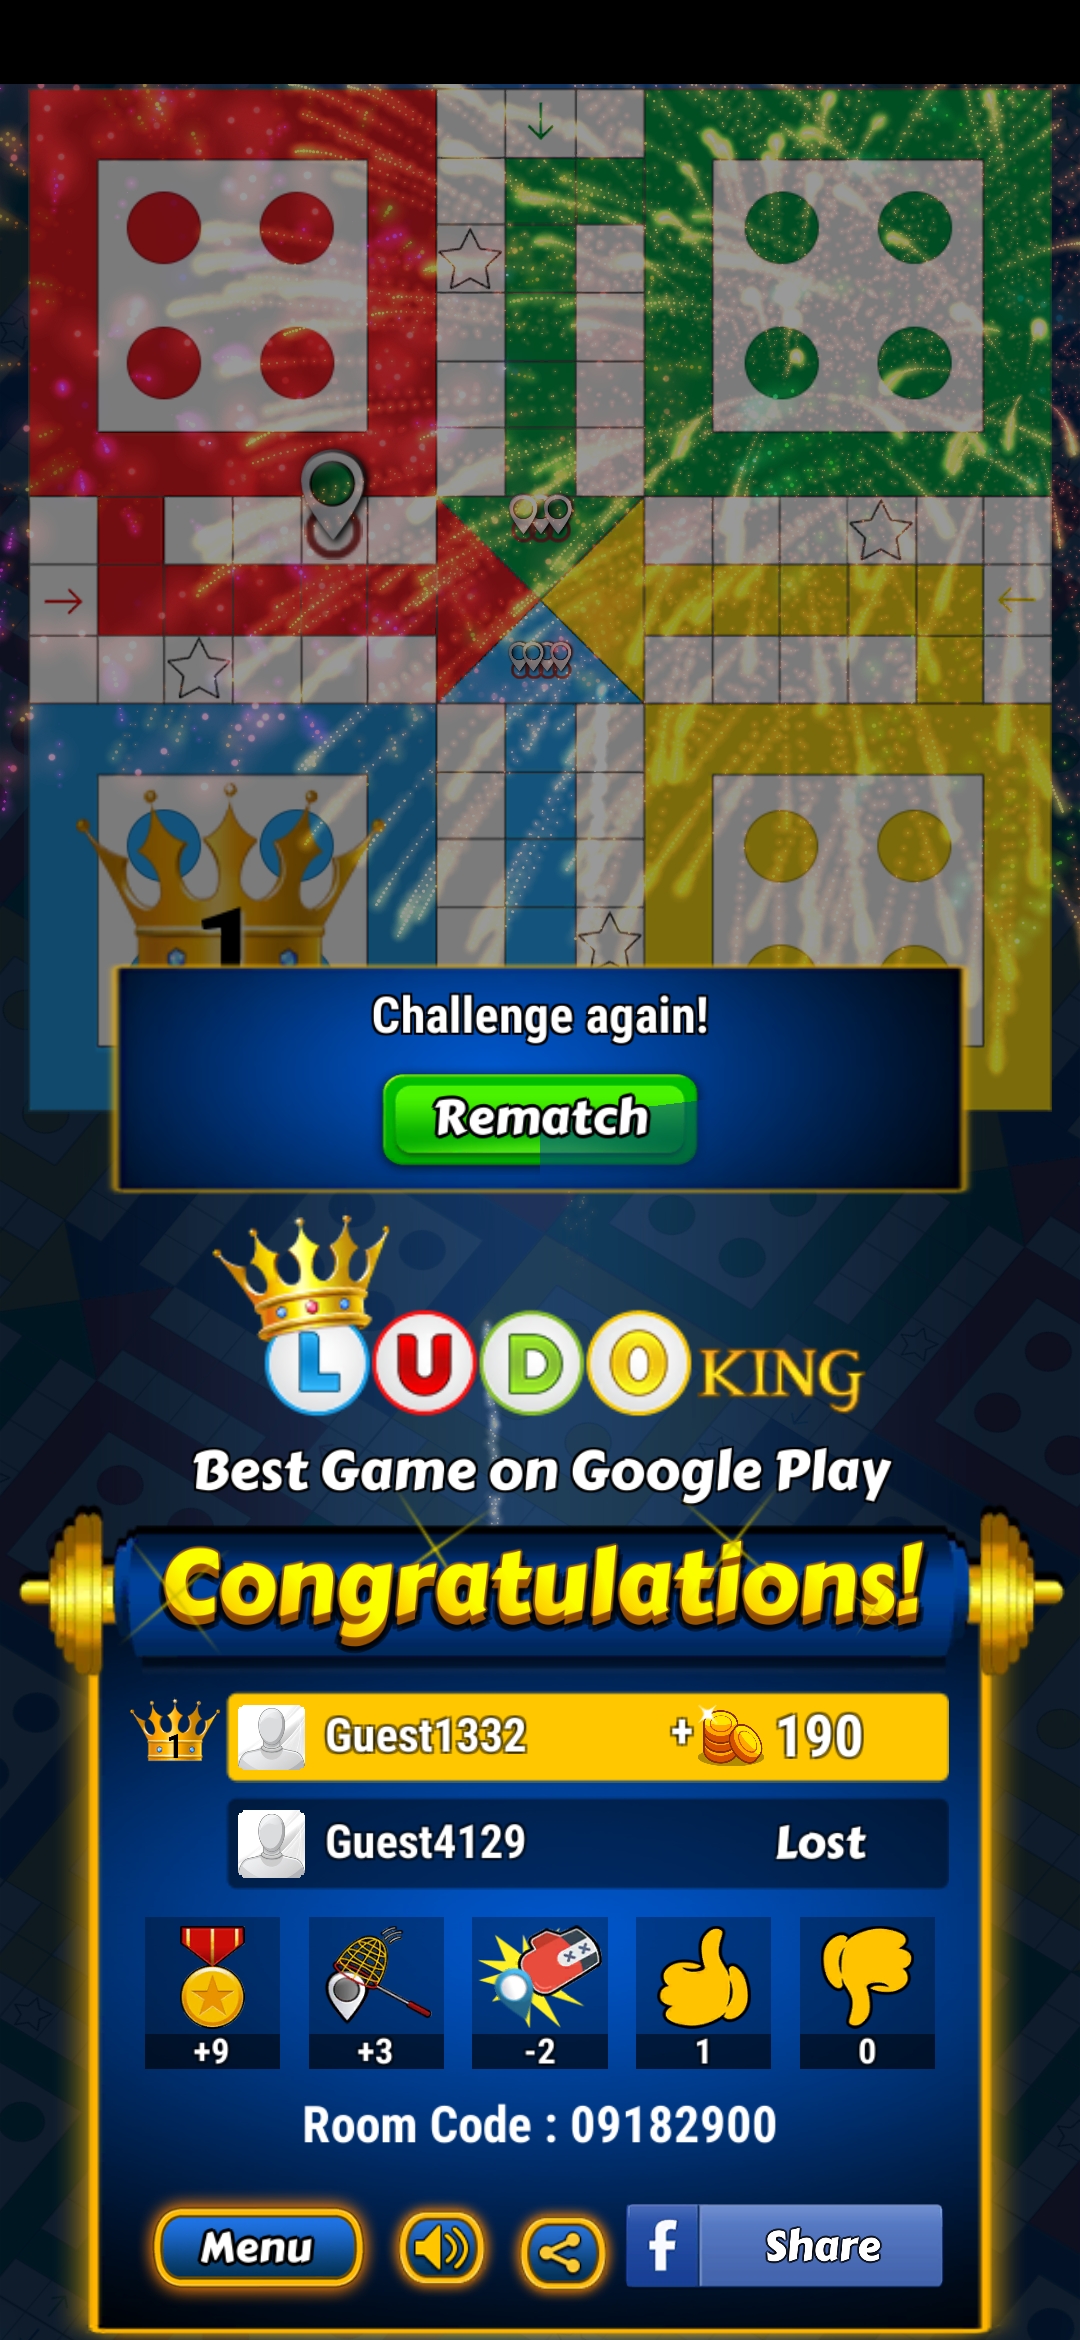 1
Challenge again!
Rematch
LUDO KING
Best Game on Google Play
Congratulations!
1 Guest1332 + 190
Guest4129 Lost
+9 +3 -2 1 0
Room Code : 09182900
Menu f Share